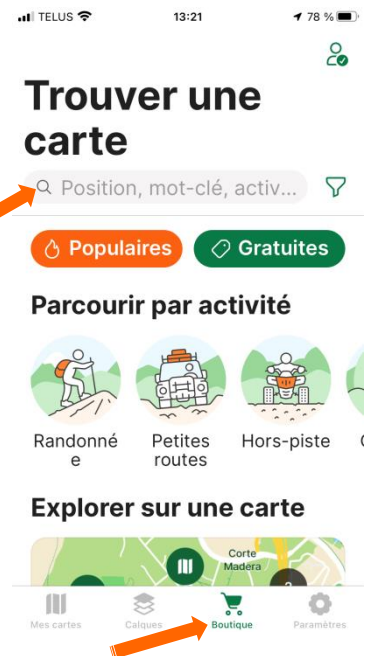 TELUS 13:21 78 %
Trouver une
carte
Position, mot-clé, activ...
Populaires Gratuites
Parcourir par activité
Randonné
e
Petites
routes
Hors-piste
Explorer sur une carte
Corte
Madera
Mes cartes Calques Boutique Paramètres